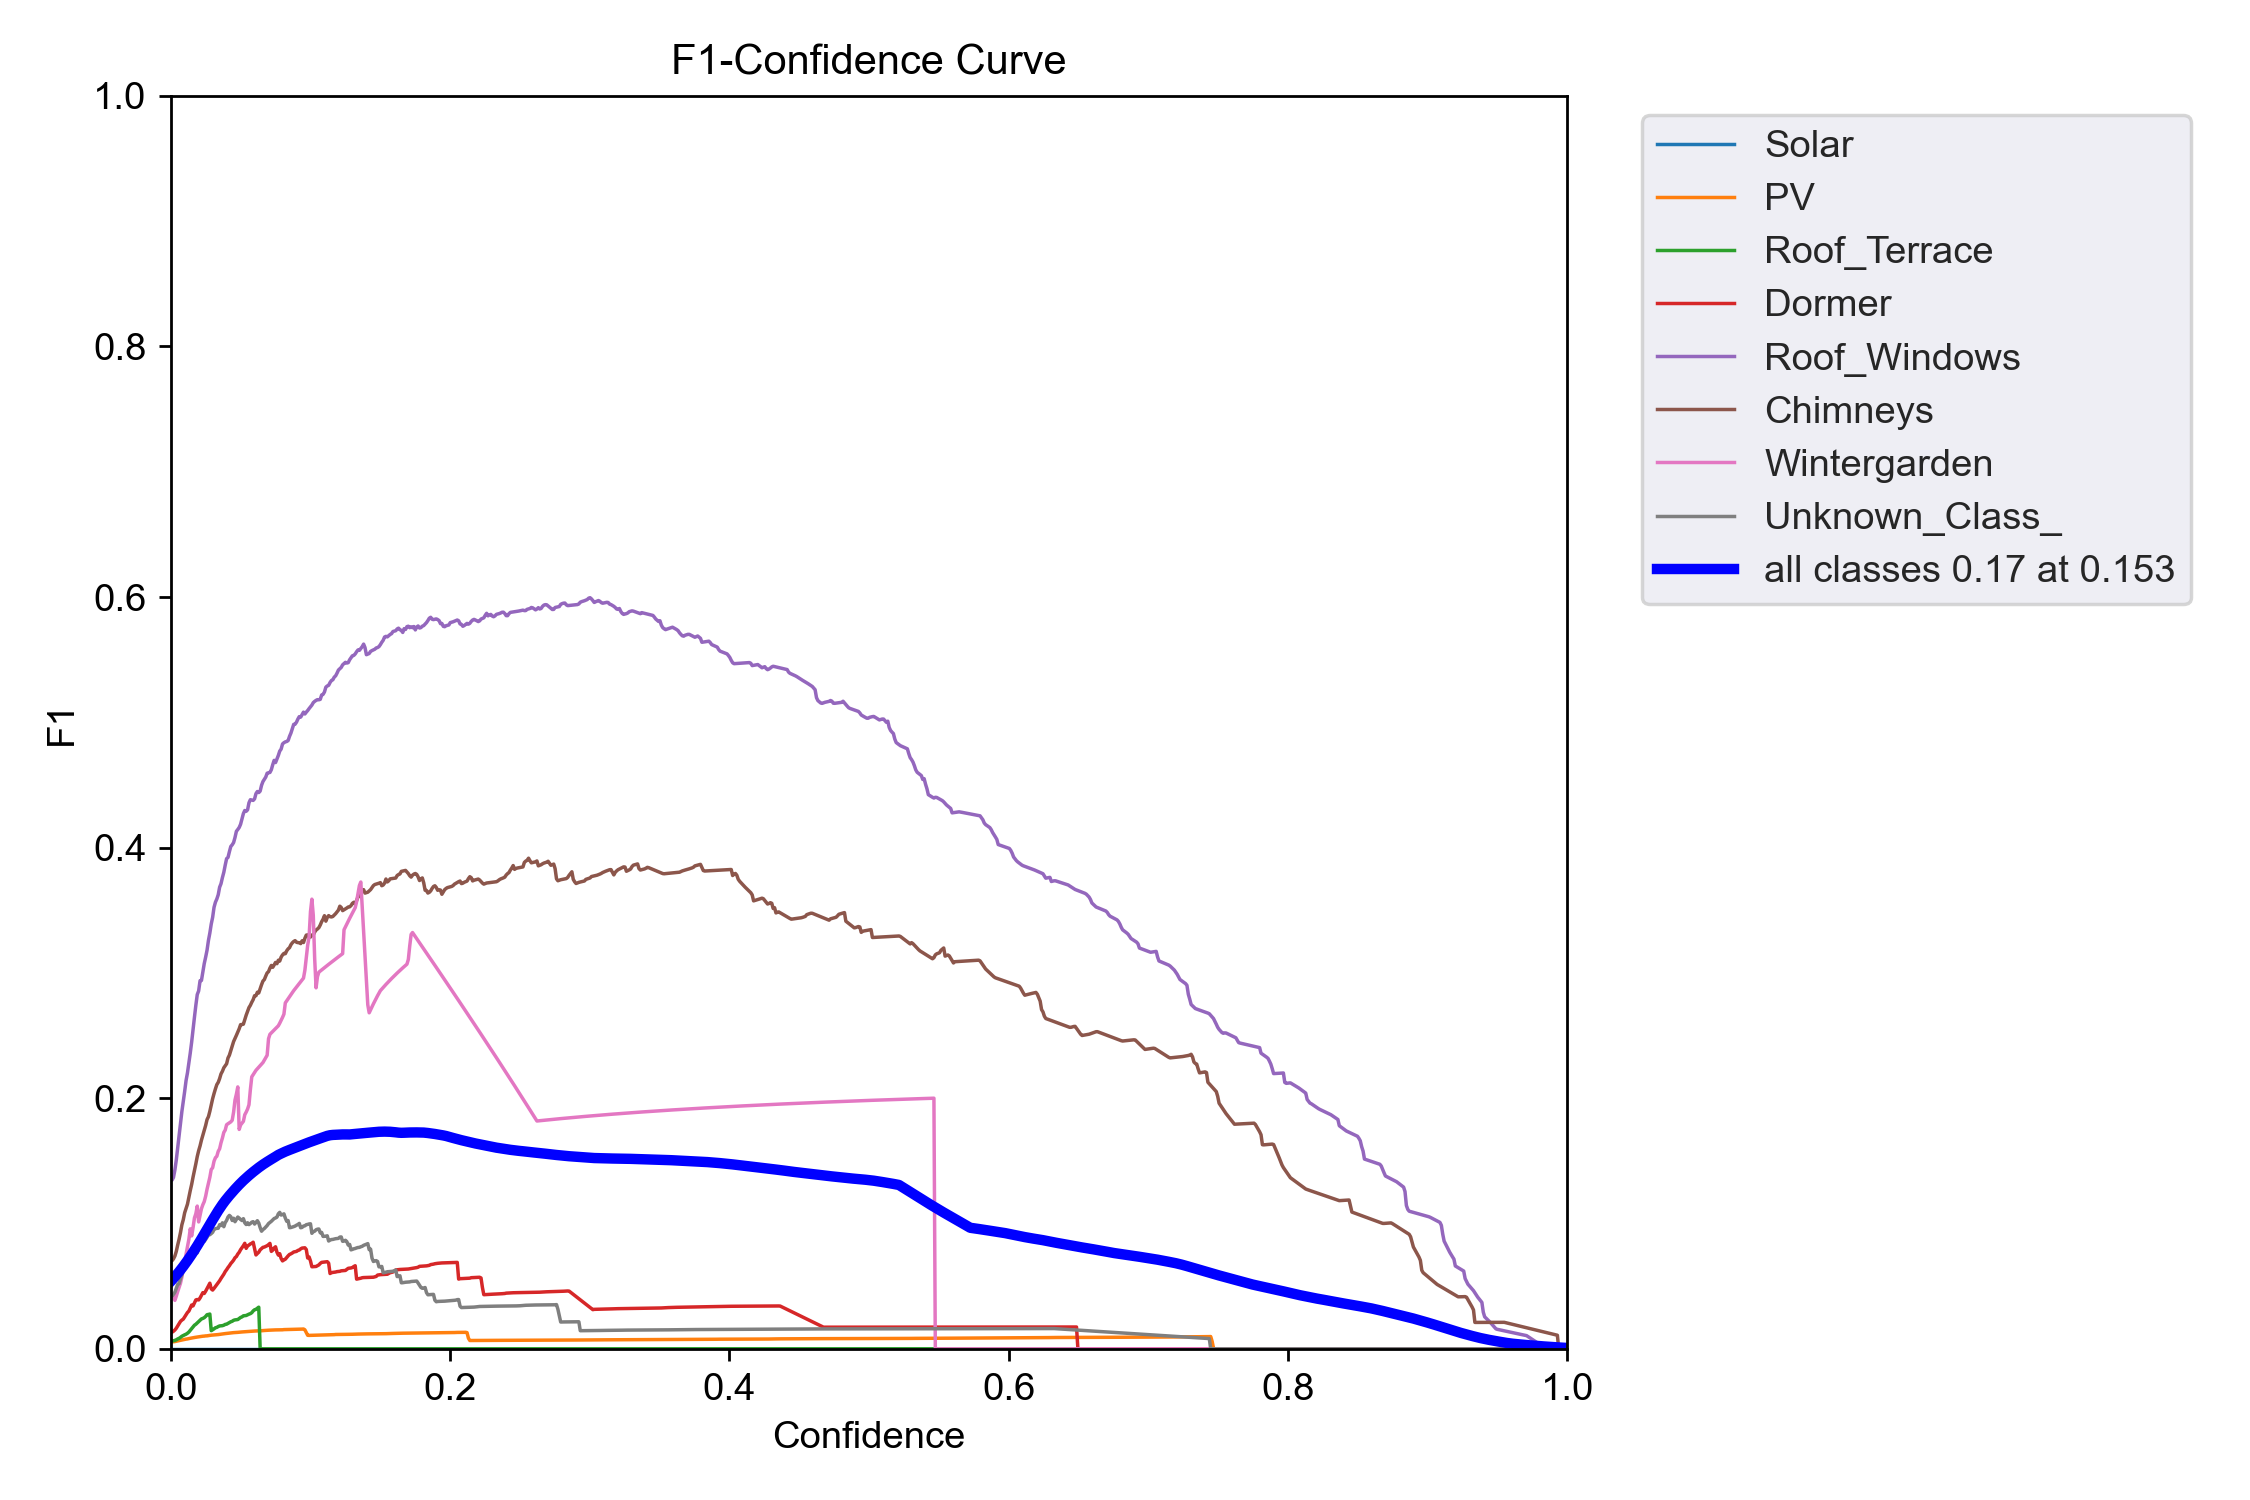 F1-Confidence Curve
1.0
0.8
0.6
0.4
0.2
0.0
F1
0.0 0.2 0.4 0.6 0.8 1.0
Confidence
Solar
PV
Roof_Terrace
Dormer
Roof_Windows
Chimneys
Wintergarden
Unknown_Class_
all classes 0.17 at 0.153